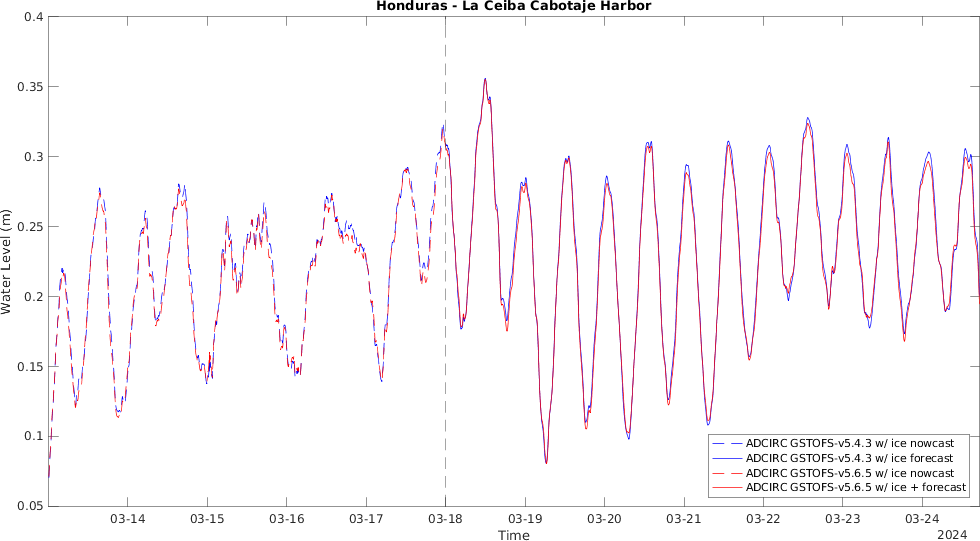 Honduras - La Ceiba Cabotaje Harbor
0.4
0.35
0.3
0.25
0.2
0.15
0.1
0.05
Water Level (m)
ADCIRC GSTOFS-v5.4.3 w/ ice nowcast
ADCIRC GSTOFS-v5.4.3 w/ ice forecast
ADCIRC GSTOFS-v5.6.5 w/ ice nowcast
ADCIRC GSTOFS-v5.6.5 w/ ice + forecast
03-14 03-15 03-16 03-17 03-18 03-19 03-20 03-21 03-22 03-23 03-24
Time
2024